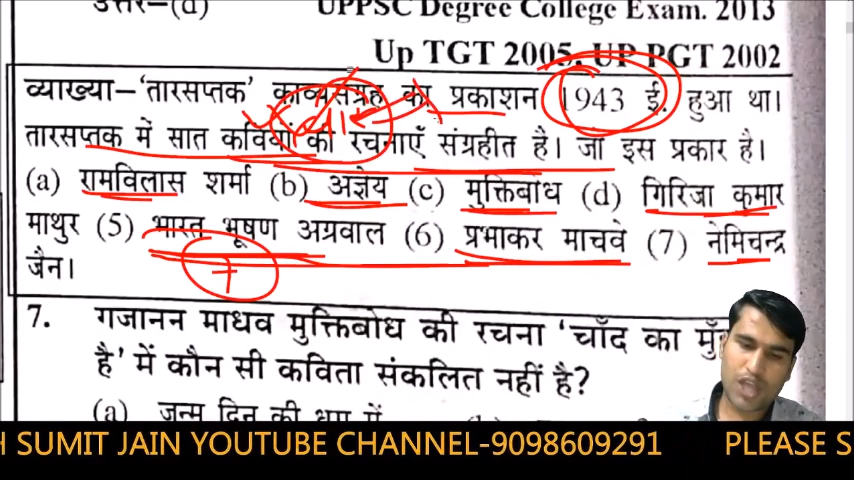 उत्तर-(d)
UPPSC Degree College Exam. 2013
Up TGT 2005, UP PGT 2002
व्याख्या–‘तारसप्तक’ काव्यसंग्रह का प्रकाशन 1943 ई. हुआ था।
तारसप्तक में सात कवियों की रचनाएँ संग्रहीत है। जो इस प्रकार है।
(a) रामविलास शर्मा (b) अज्ञेय (c) मुक्तिबोध (d) गिरिजा कुमार
माथुर (5) भारत भूषण अग्रवाल (6) प्रभाकर माचवे (7) नेमिचन्द्र
जैन।
7
7. गजानन माधव मुक्तिबोध की रचना ‘चाँद का
है’ में कौन सी कविता संकलित नहीं है?
(a) जन्म दिन की
H SUMIT JAIN YOUTUBE CHANNEL-9098609291 PLEASE S